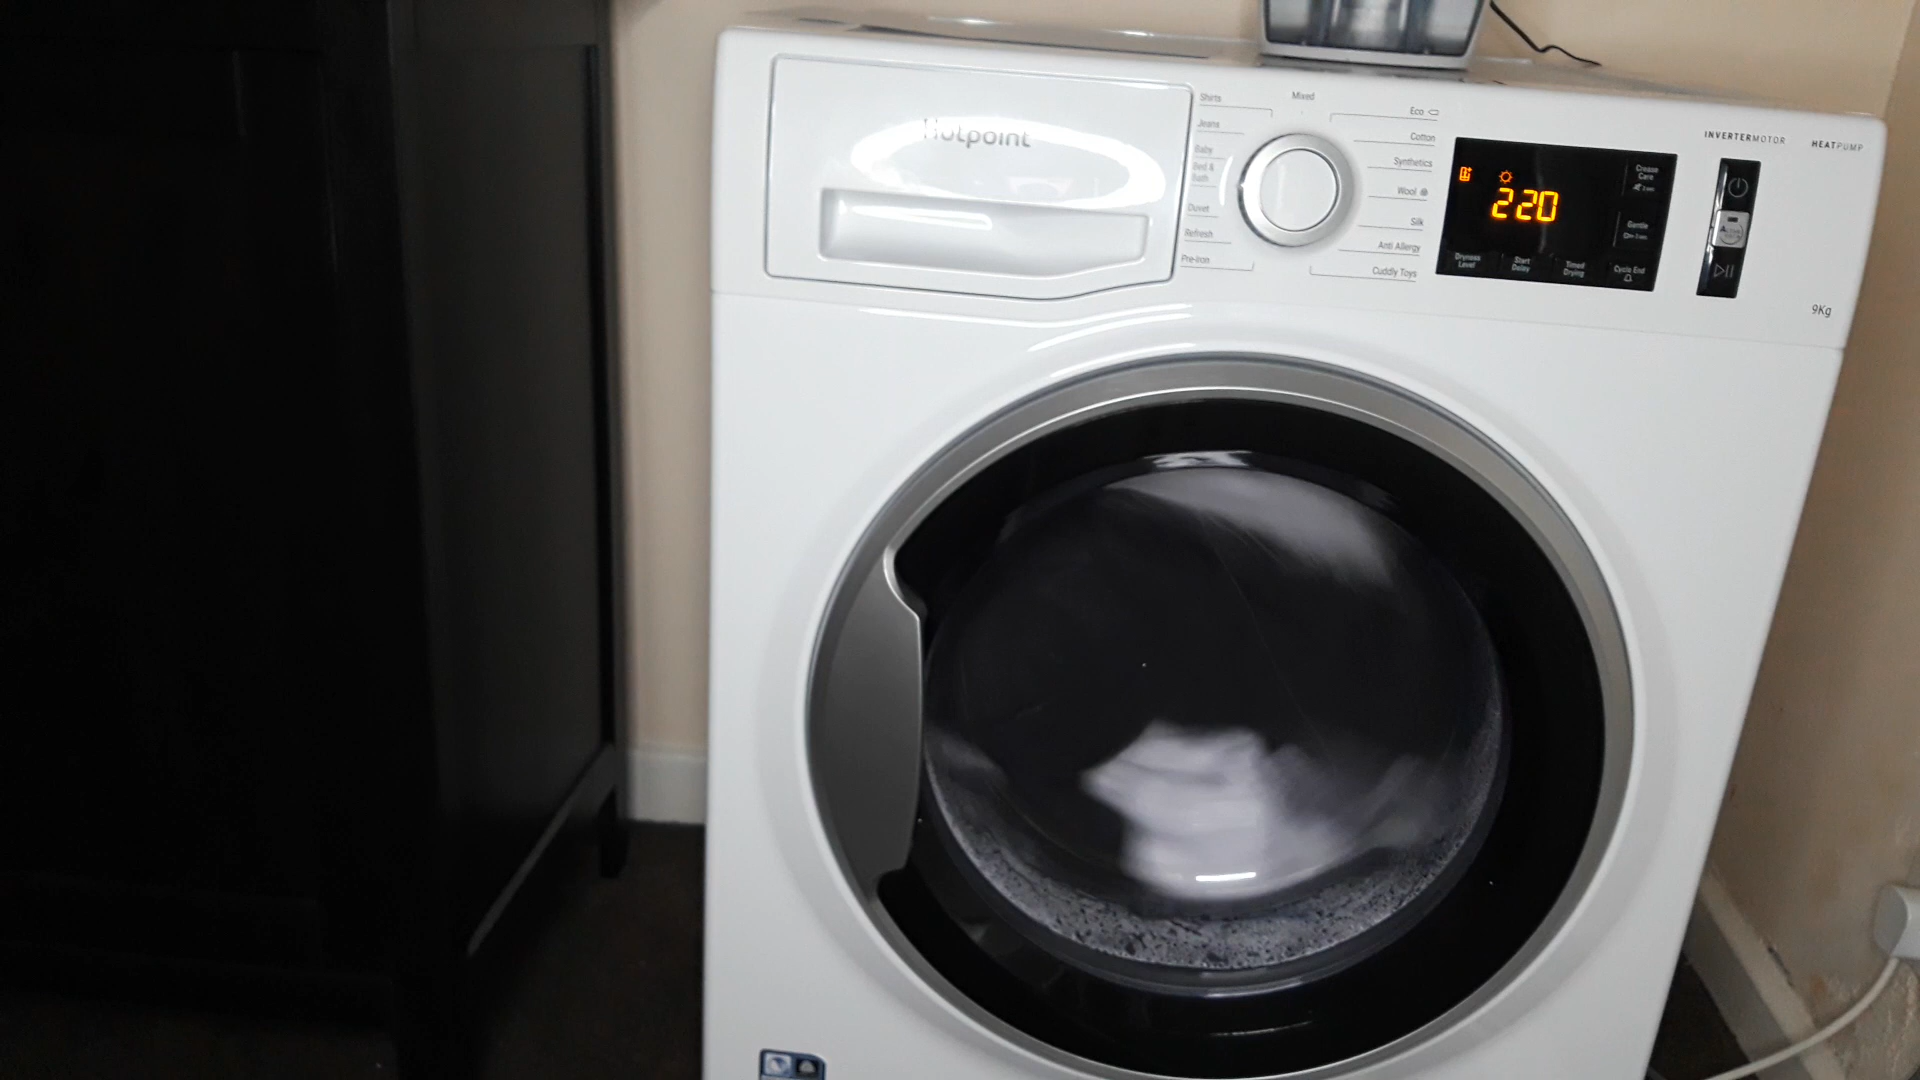 Hotpoint
Shirts
Jeans
Baby
Bed &
Bath
Duvet
Refresh
Pre-Iron
Mixed
Eco
Cotton
Synthetics
Wool
Silk
Anti Allergy
Cuddly Toys
220
Crease
Care
Gentle
Dryness
Level
Start
Delay
Timed
Drying
Cycle End
INVERTERMOTOR
HEATPUMP
9Kg